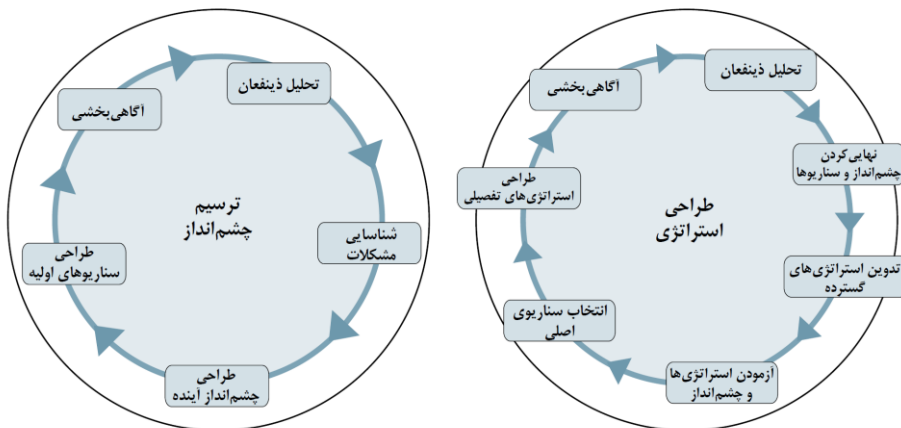 تحلیل ذینفعان
آگاهی‌بخشی
ترسیم
چشم‌انداز
شناسایی
مشکلات
طراحی
سناریوهای اولیه
طراحی
چشم‌انداز آینده
تحلیل ذینفعان
آگاهی‌بخشی
نهایی‌کردن
چشم‌انداز و سناریوها
طراحی
استراتژی‌های تفصیلی
طراحی
استراتژی
تدوین استراتژی‌های
گسترده
انتخاب سناریوی
اصلی
آزمودن استراتژی‌ها
و چشم‌انداز